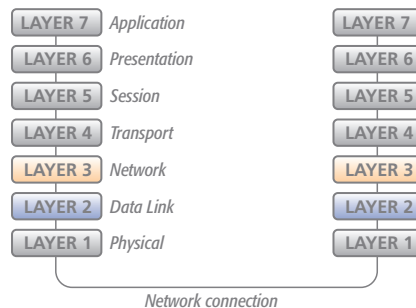 LAYER 7 Application LAYER 7
LAYER 6 Presentation LAYER 6
LAYER 5 Session LAYER 5
LAYER 4 Transport LAYER 4
LAYER 3 Network LAYER 3
LAYER 2 Data Link LAYER 2
LAYER 1 Physical LAYER 1
Network connection